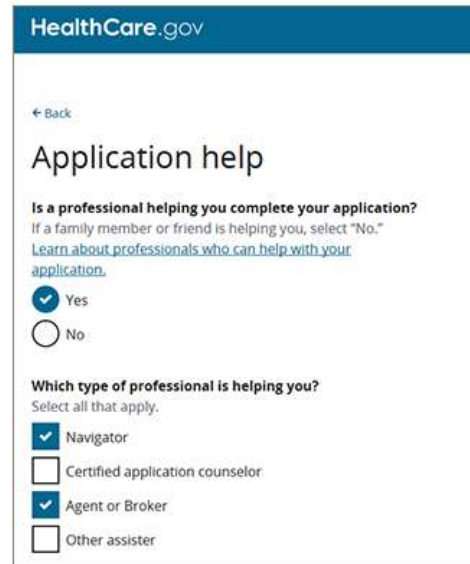 HealthCare.gov
← Back
Application help
Is a professional helping you complete your application?
If a family member or friend is helping you, select "No."
Learn about professionals who can help with your
application.
Yes
No
Which type of professional is helping you?
Select all that apply.
Navigator
Certified application counselor
Agent or Broker
Other assister